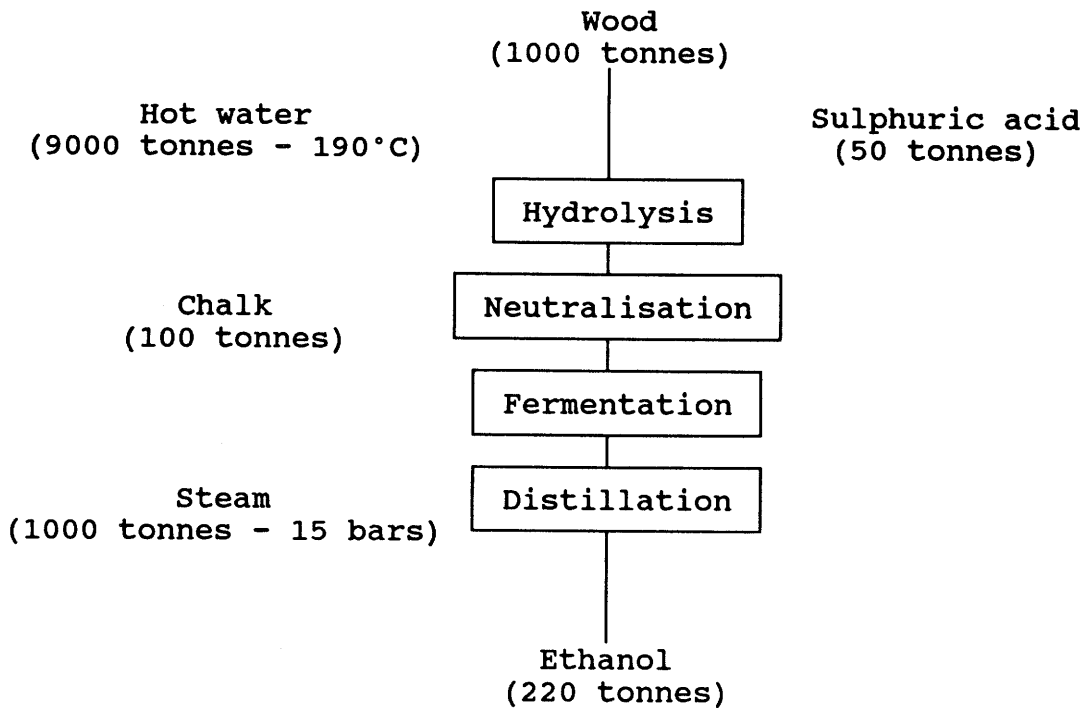 Wood
(1000 tonnes)
Hot water
(9000 tonnes - 190°C)
Sulphuric acid
(50 tonnes)
Hydrolysis
Chalk
(100 tonnes)
Neutralisation
Fermentation
Steam
(1000 tonnes - 15 bars)
Distillation
Ethanol
(220 tonnes)